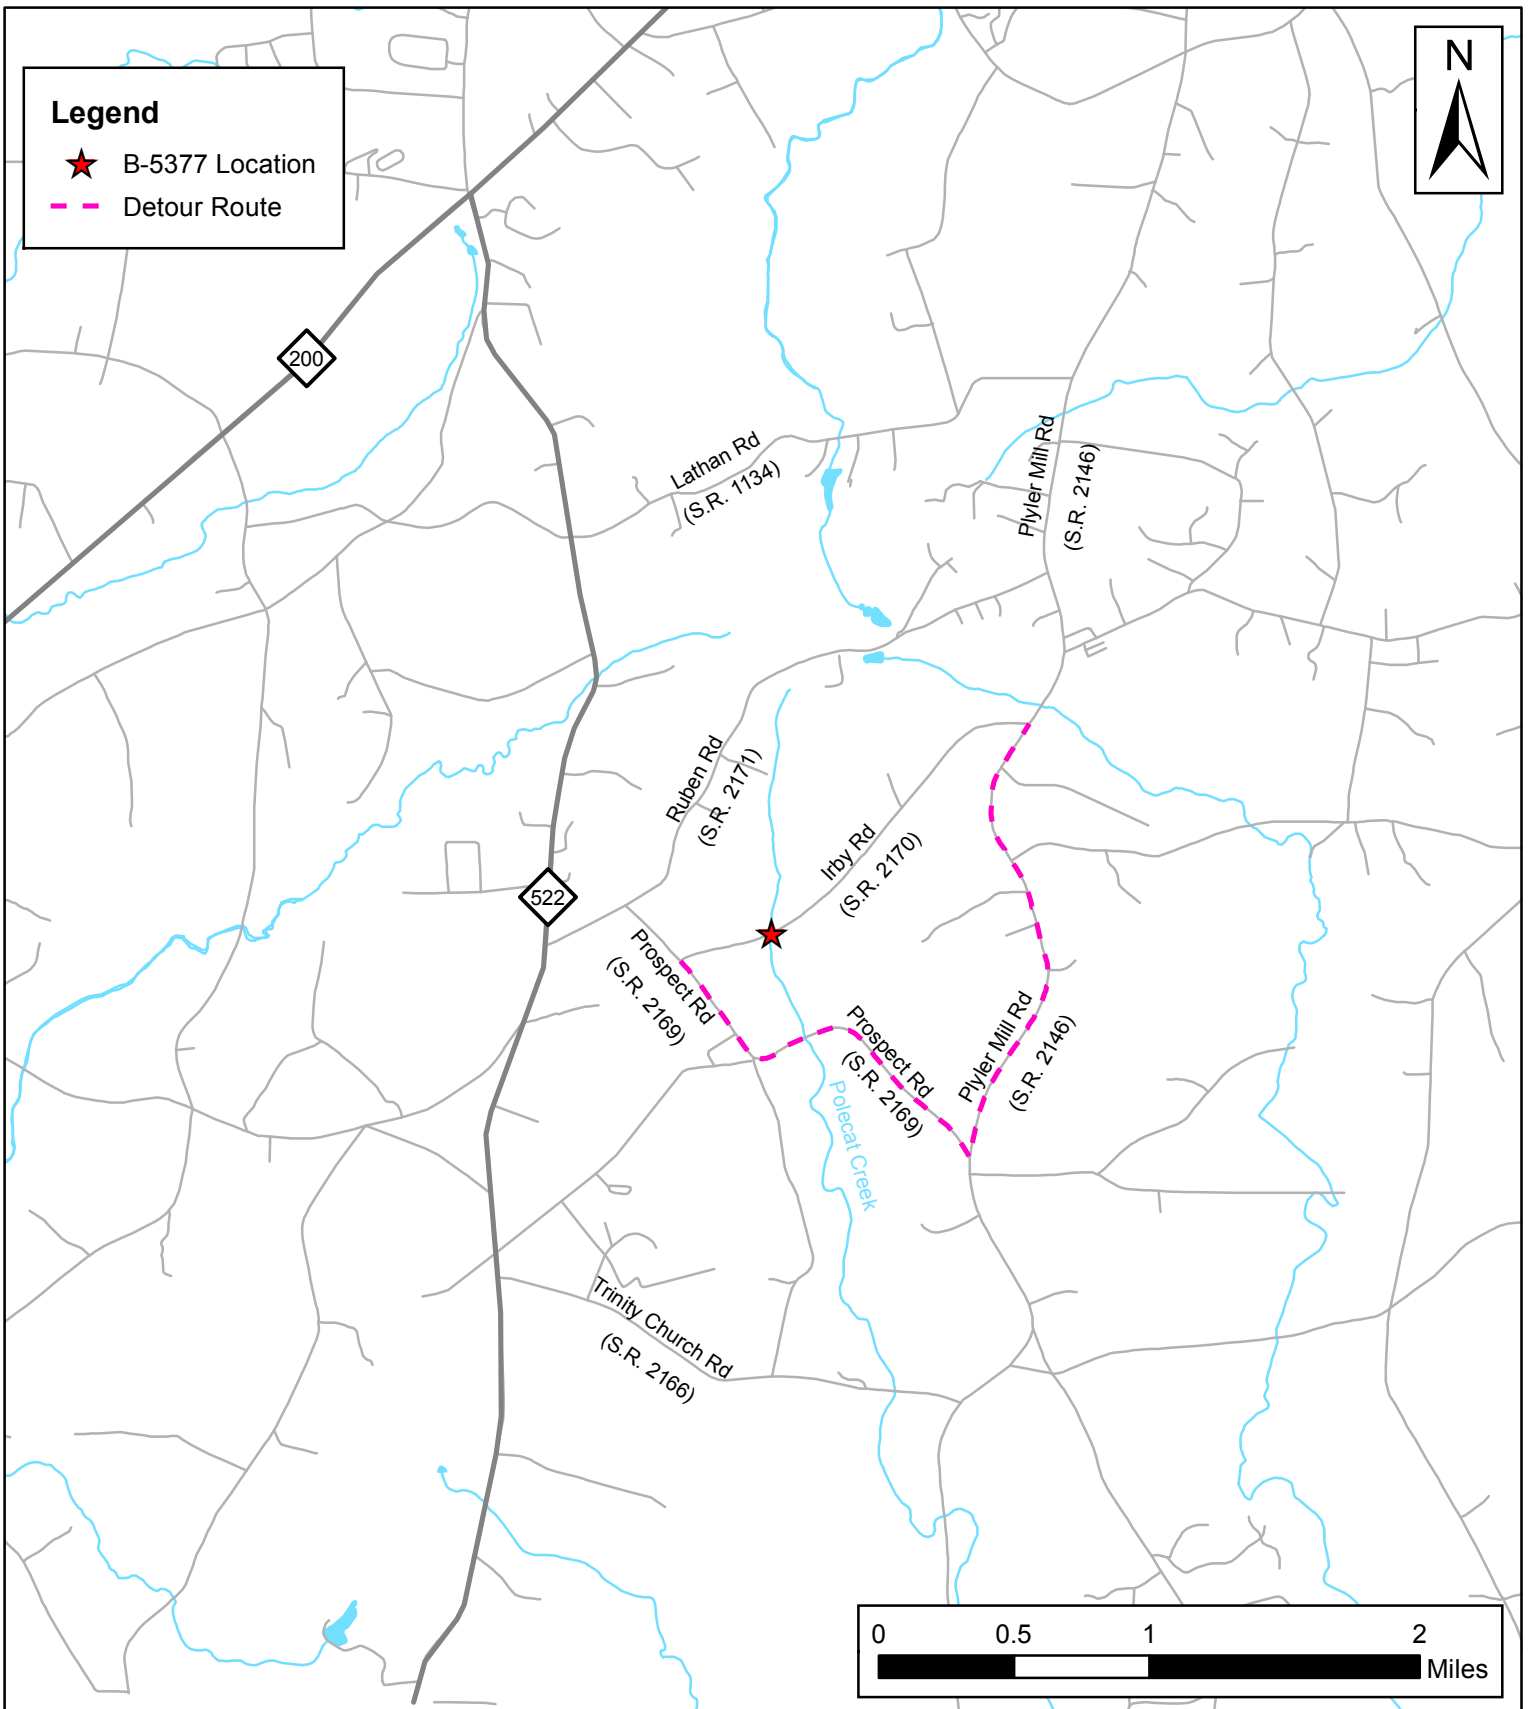 N
Legend
B-5377 Location
Detour Route
200
Lathan Rd
(S.R. 1134)
Plyler Mill Rd
(S.R. 2146)
Ruben Rd
(S.R. 2171)
Irby Rd
(S.R. 2170)
522
Prospect Rd
(S.R. 2169)
Prospect Rd
(S.R. 2169)
Plyler Mill Rd
(S.R. 2146)
Polecat Creek
Trinity Church Rd
(S.R. 2166)
0 0.5 1 2
Miles